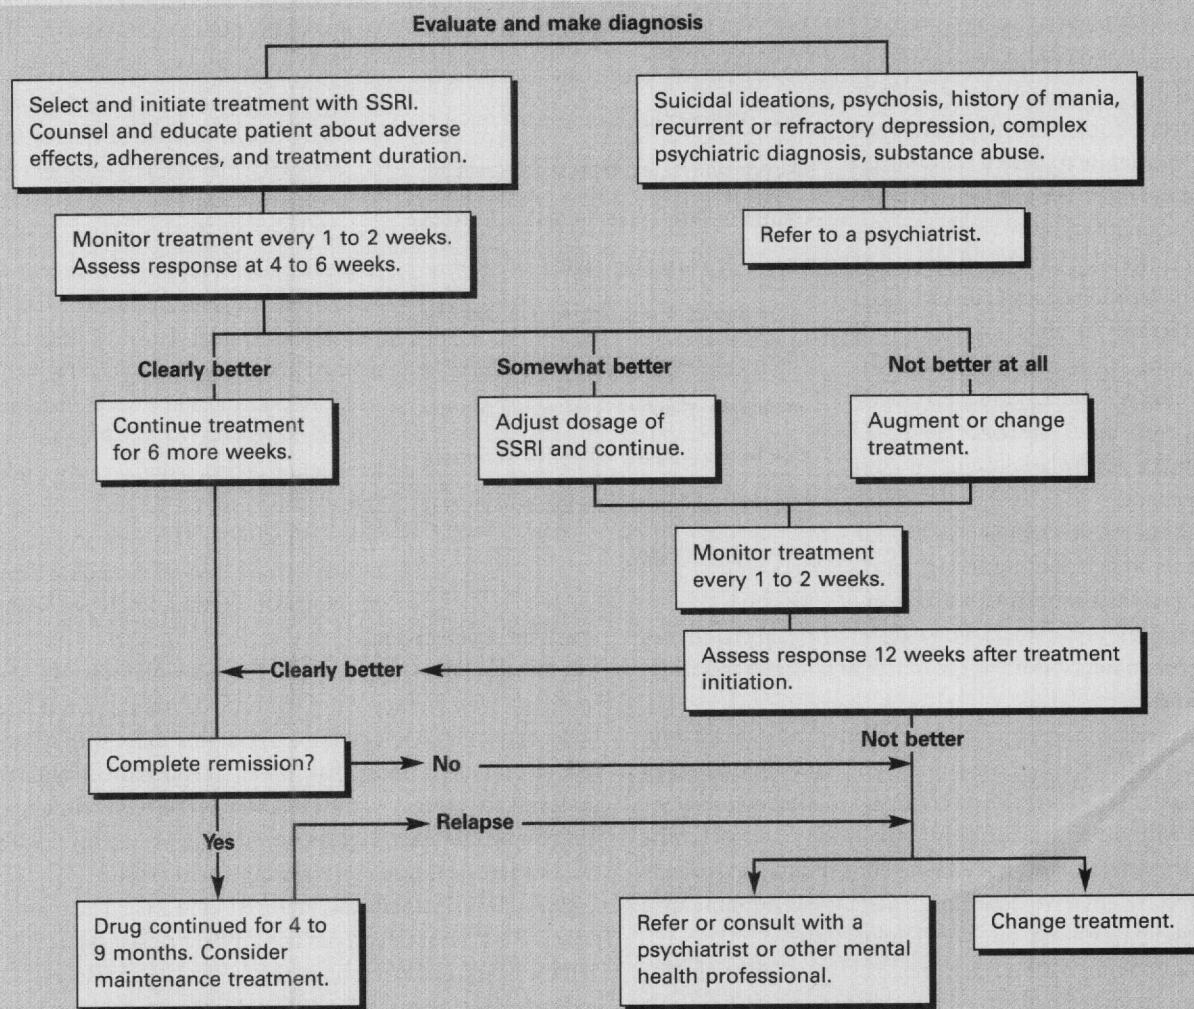 Evaluate and make diagnosis
Select and initiate treatment with SSRI.
Counsel and educate patient about adverse
effects, adherences, and treatment duration.
Suicidal ideations, psychosis, history of mania,
recurrent or refractory depression, complex
psychiatric diagnosis, substance abuse.
Monitor treatment every 1 to 2 weeks.
Assess response at 4 to 6 weeks.
Refer to a psychiatrist.
Clearly better
Somewhat better
Not better at all
Continue treatment
for 6 more weeks.
Adjust dosage of
SSRI and continue.
Augment or change
treatment.
Monitor treatment
every 1 to 2 weeks.
Assess response 12 weeks after treatment
initiation.
Clearly better
Not better
Complete remission?
No
Relapse
Yes
Drug continued for 4 to
9 months. Consider
maintenance treatment.
Refer or consult with a
psychiatrist or other mental
health professional.
Change treatment.